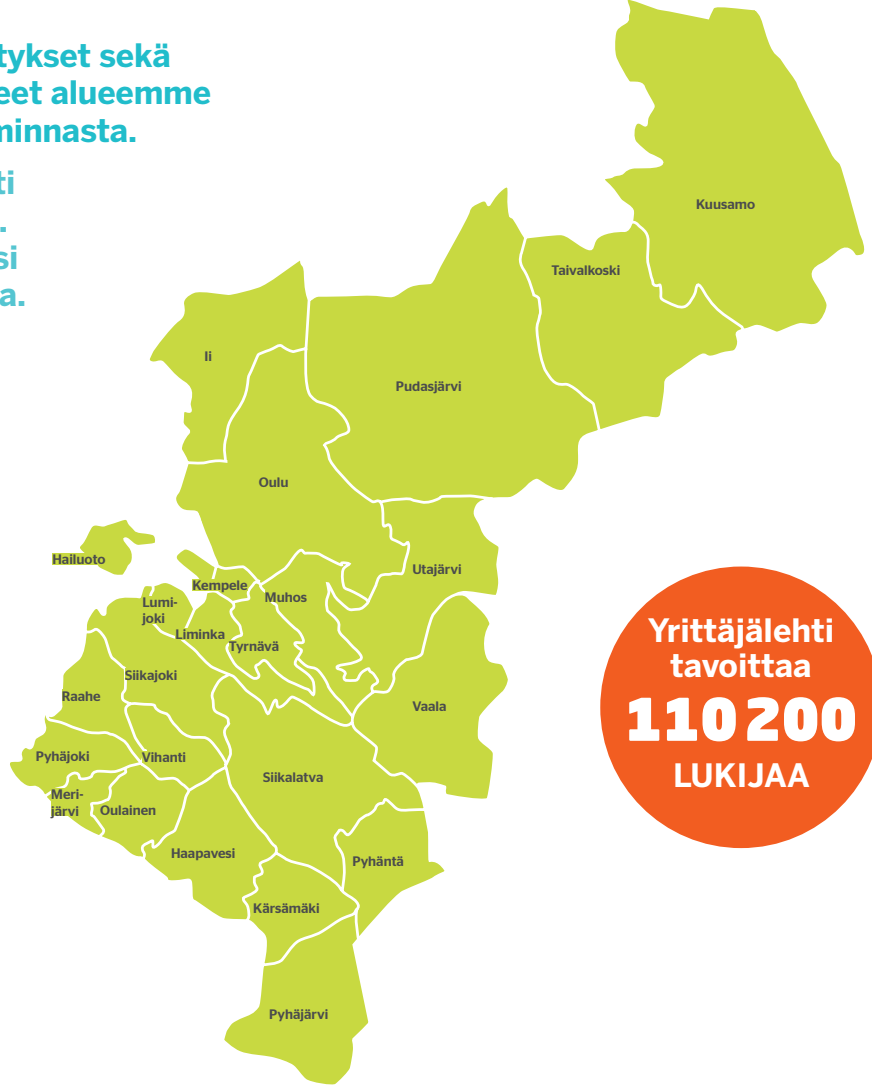 tykset sekä
eet alueemme
minnasta.
ti
.
si
a.
Kuusamo
Taivalkoski
Ii
Pudasjärvi
Oulu
Hailuoto
Utajärvi
Kempele
Muhos
Lumi-
joki
Liminka
Tyrnävä
Siikajoki
Raahe
Vaala
Pyhäjoki
Vihanti
Siikalatva
Meri-
järvi
Oulainen
Haapavesi
Pyhäntä
Kärsämäki
Pyhäjärvi
Yrittäjälehti
tavoittaa
110 200
LUKIJAA